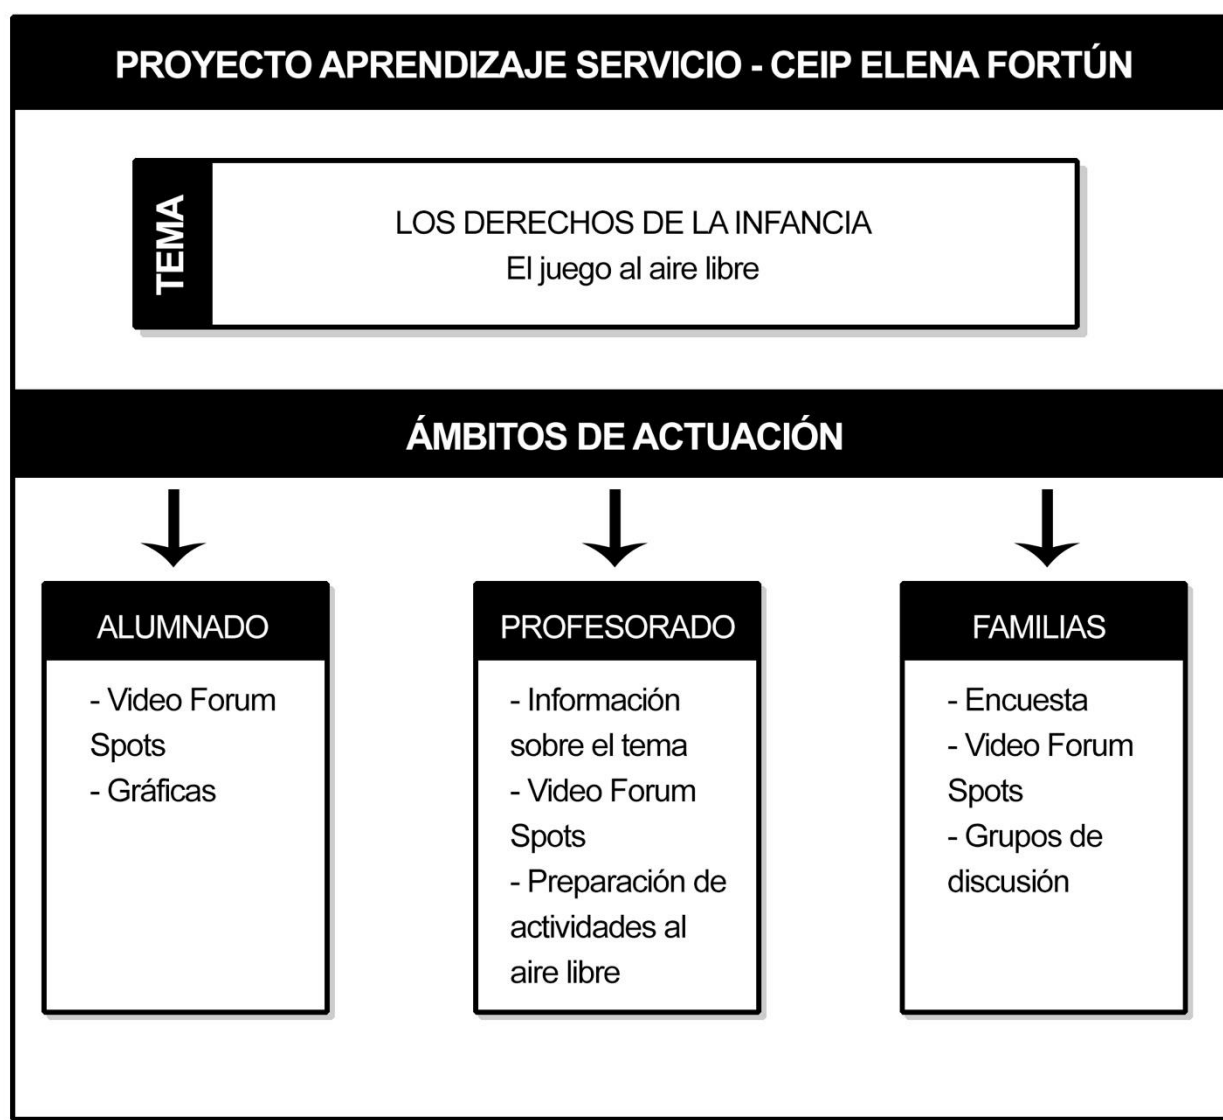 PROYECTO APRENDIZAJE SERVICIO - CEIP ELENA FORTÚN
TEMA
LOS DERECHOS DE LA INFANCIA
El juego al aire libre
ÁMBITOS DE ACTUACIÓN
ALUMNADO
- Video Forum
Spots
- Gráficas
PROFESORADO
- Información
sobre el tema
- Video Forum
Spots
- Preparación de
actividades al
aire libre
FAMILIAS
- Encuesta
- Video Forum
Spots
- Grupos de
discusión